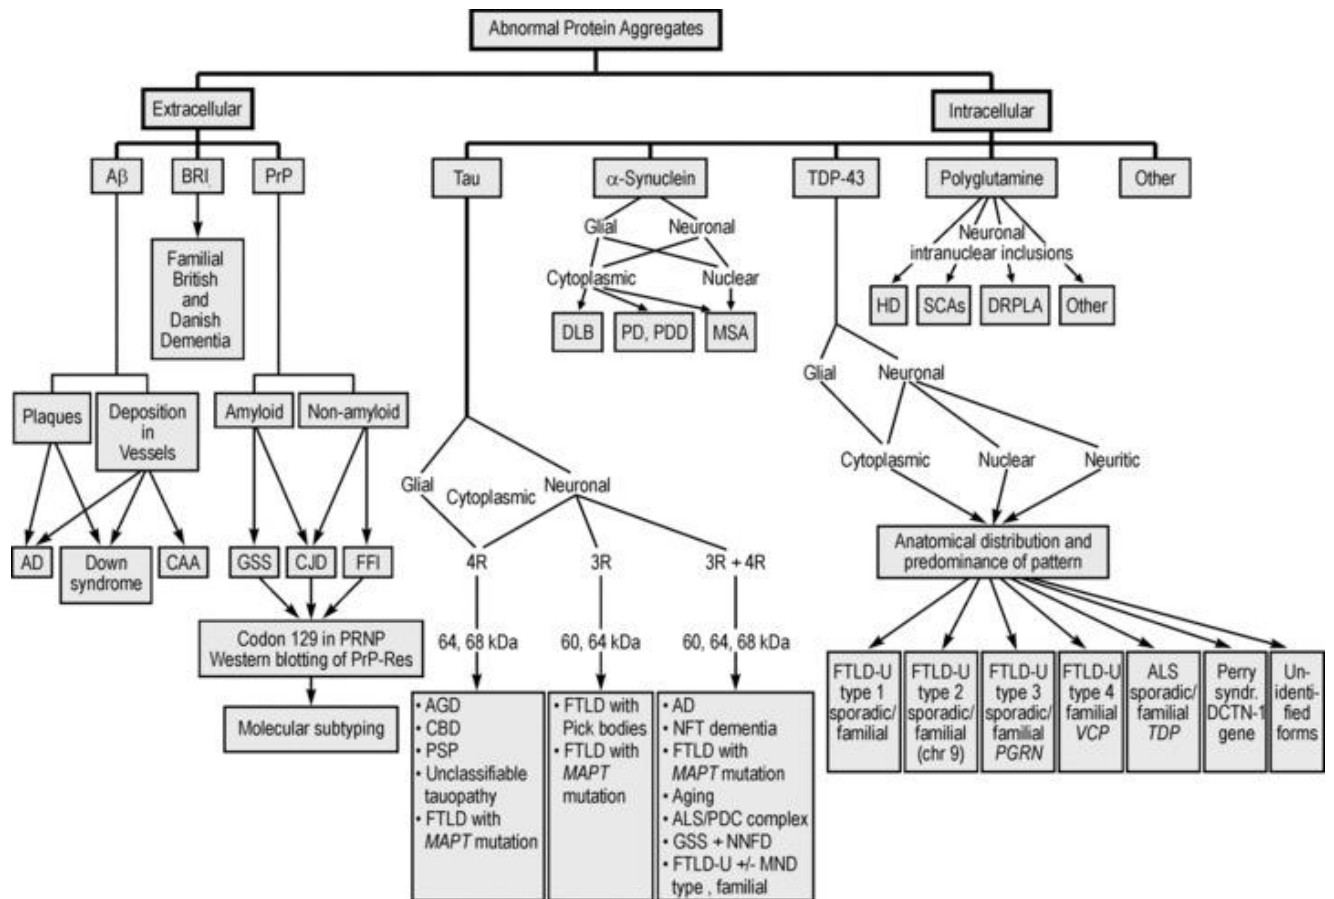 Abnormal Protein Aggregates
Extracellular
Intracellular
Aβ
BRI
PrP
Tau
α-Synuclein
TDP-43
Polyglutamine
Other
Familial
British
and
Danish
Dementia
Glial
Neuronal
Cytoplasmic
Nuclear
DLB
PD, PDD
MSA
Neuronal
intranuclear inclusions
HD
SCAs
DRPLA
Other
Plaques
Deposition
in
Vessels
Amyloid
Non-amyloid
AD
Down
syndrome
CAA
GSS
CJD
FFI
Codon 129 in PRNP
Western blotting of PrP-Res
Molecular subtyping
Glial
Cytoplasmic
Neuronal
4R
3R
3R + 4R
64, 68 kDa
60, 64 kDa
60, 64, 68 kDa
• AGD
• CBD
• PSP
• Unclassifiable
tauopathy
• FTLD with
MAPT mutation
• FTLD with
Pick bodies
• FTLD with
MAPT
mutation
• AD
• NFT dementia
• FTLD with
MAPT mutation
• Aging
• ALS/PDC complex
• GSS + NNFD
• FTLD-U +/- MND
type , familial
Glial
Neuronal
Cytoplasmic
Nuclear
Neuritic
Anatomical distribution and
predominance of pattern
FTLD-U
type 1
sporadic/
familial
FTLD-U
type 2
sporadic/
familial
(chr 9)
FTLD-U
type 3
sporadic/
familial
PGRN
FTLD-U
type 4
familial
VCP
ALS
sporadic/
familial
TDP
Perry
syndr.
DCTN-1
gene
Un-
identi-
fied
forms